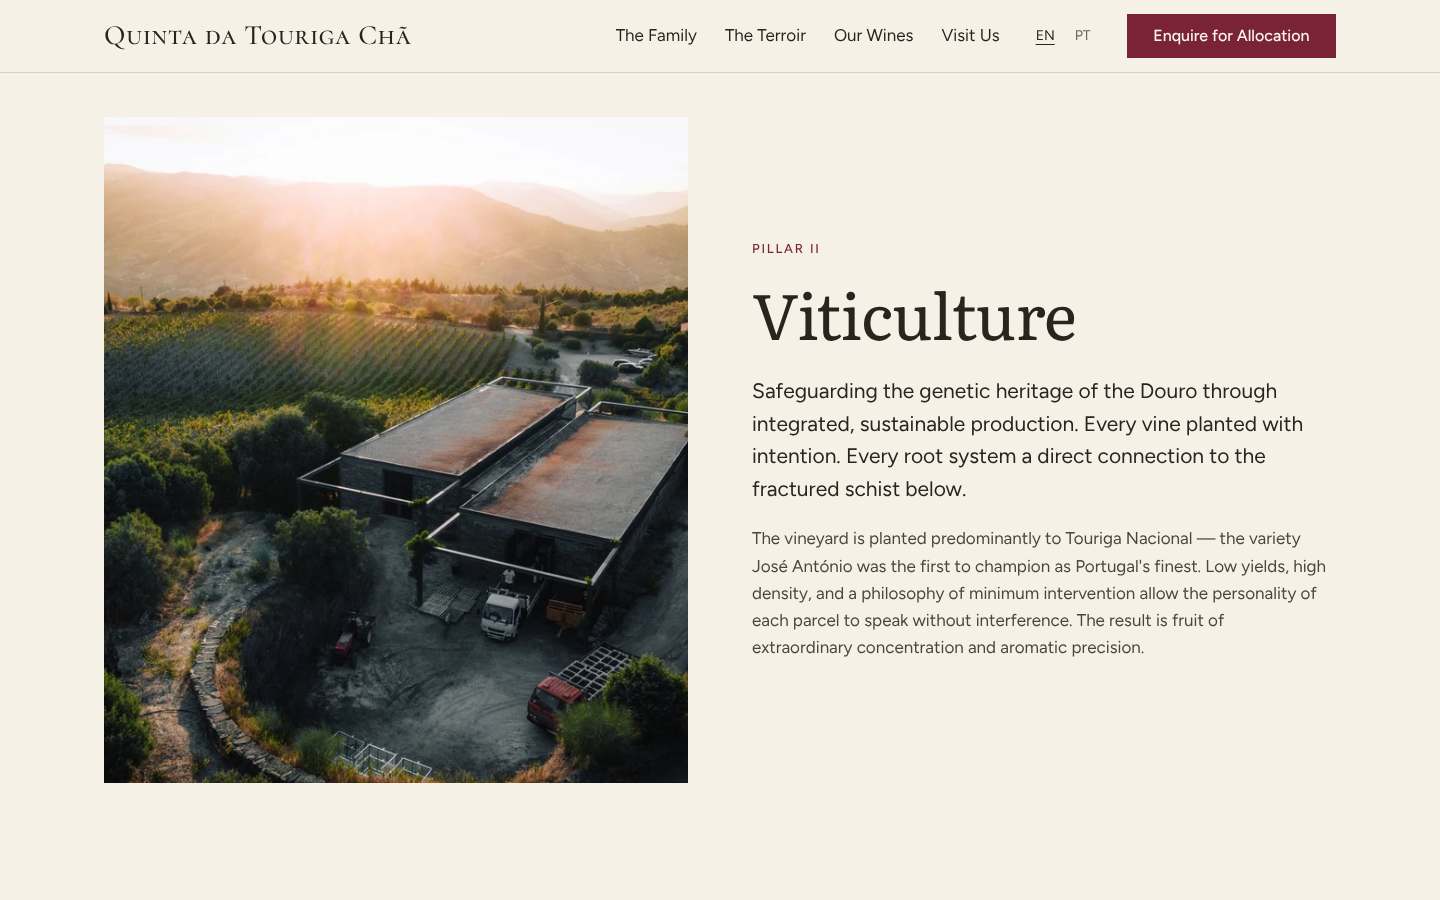 Quinta da Touriga Chã
The Family
The Terroir
Our Wines
Visit Us
EN
PT
Enquire for Allocation
PILLAR II
Viticulture
Safeguarding the genetic heritage of the Douro through
integrated, sustainable production. Every vine planted with
intention. Every root system a direct connection to the
fractured schist below.
The vineyard is planted predominantly to Touriga Nacional — the variety
José António was the first to champion as Portugal's finest. Low yields, high
density, and a philosophy of minimum intervention allow the personality of
each parcel to speak without interference. The result is fruit of
extraordinary concentration and aromatic precision.